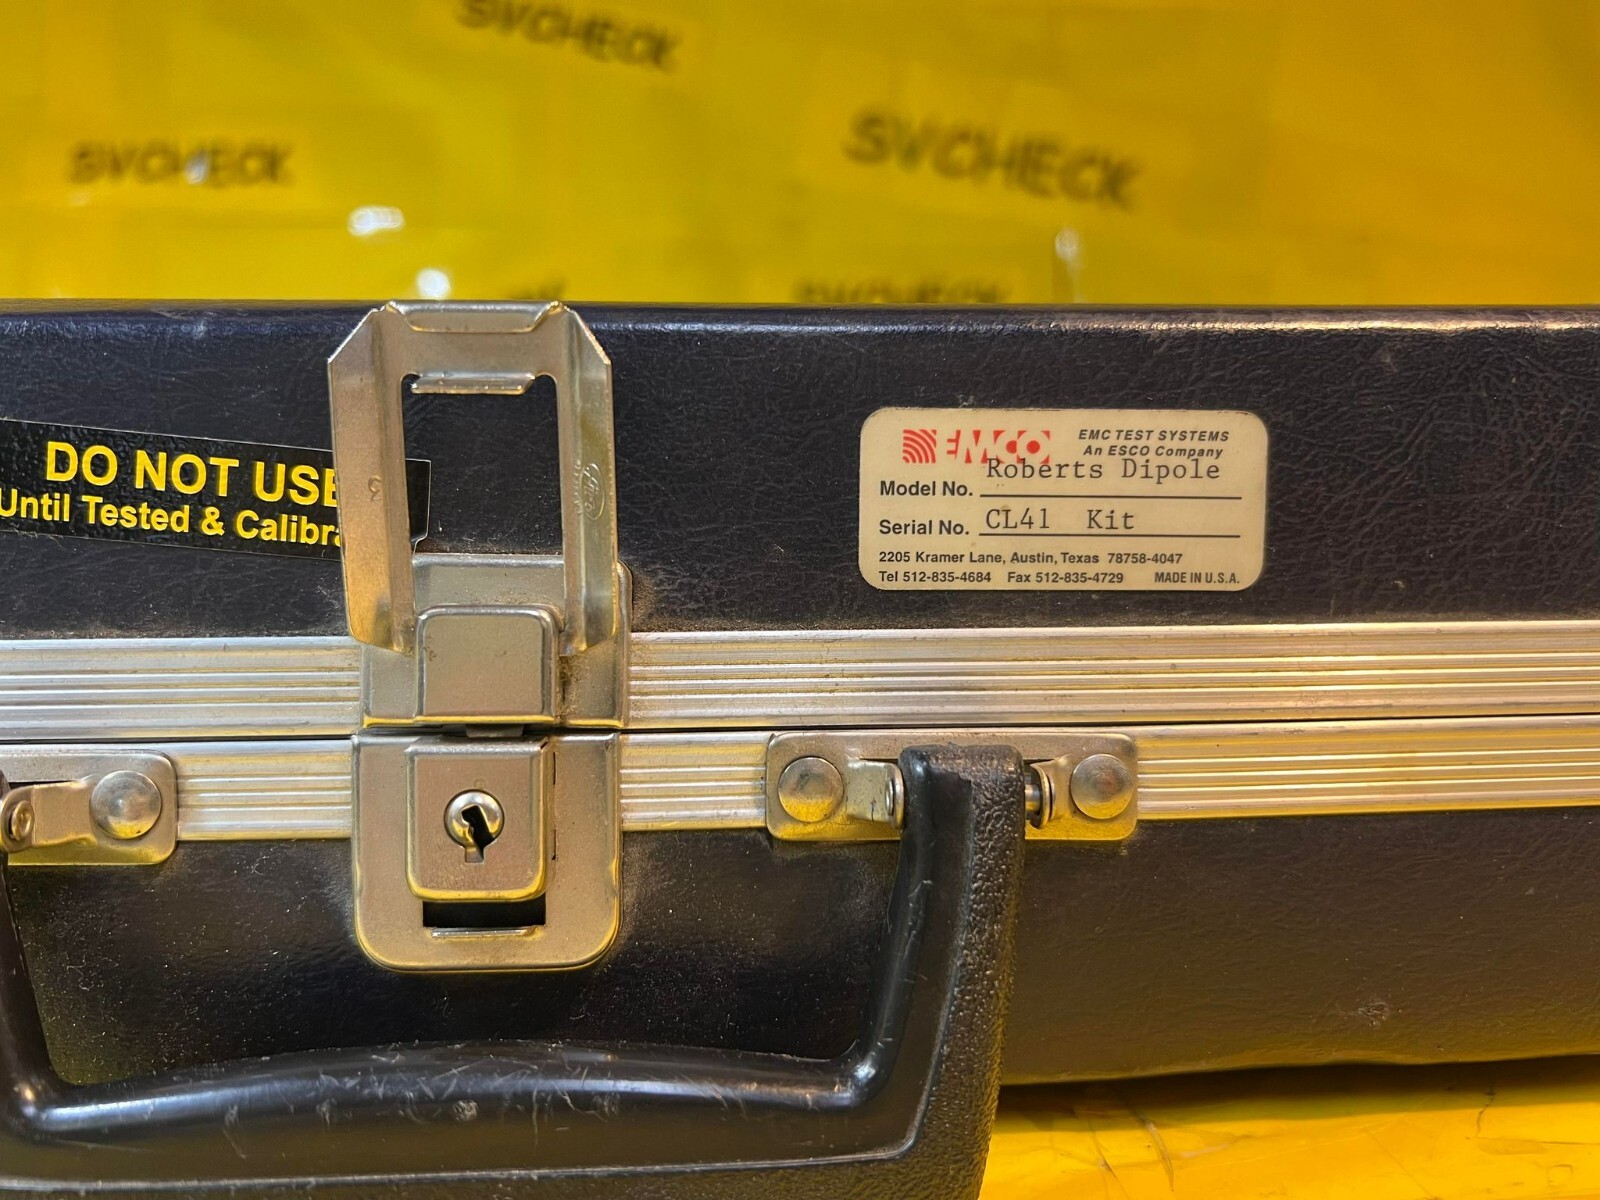 SVCHECK
SVCHECK
SVCHECK
DO NOT USE
Until Tested & Calibra
EMCO
EMC TEST SYSTEMS
An ESCO Company
Model No. Roberts Dipole
Serial No. CL41 Kit
2205 Kramer Lane, Austin, Texas 78758-4047
Tel 512-835-4684 Fax 512-835-4729 MADE IN U.S.A.